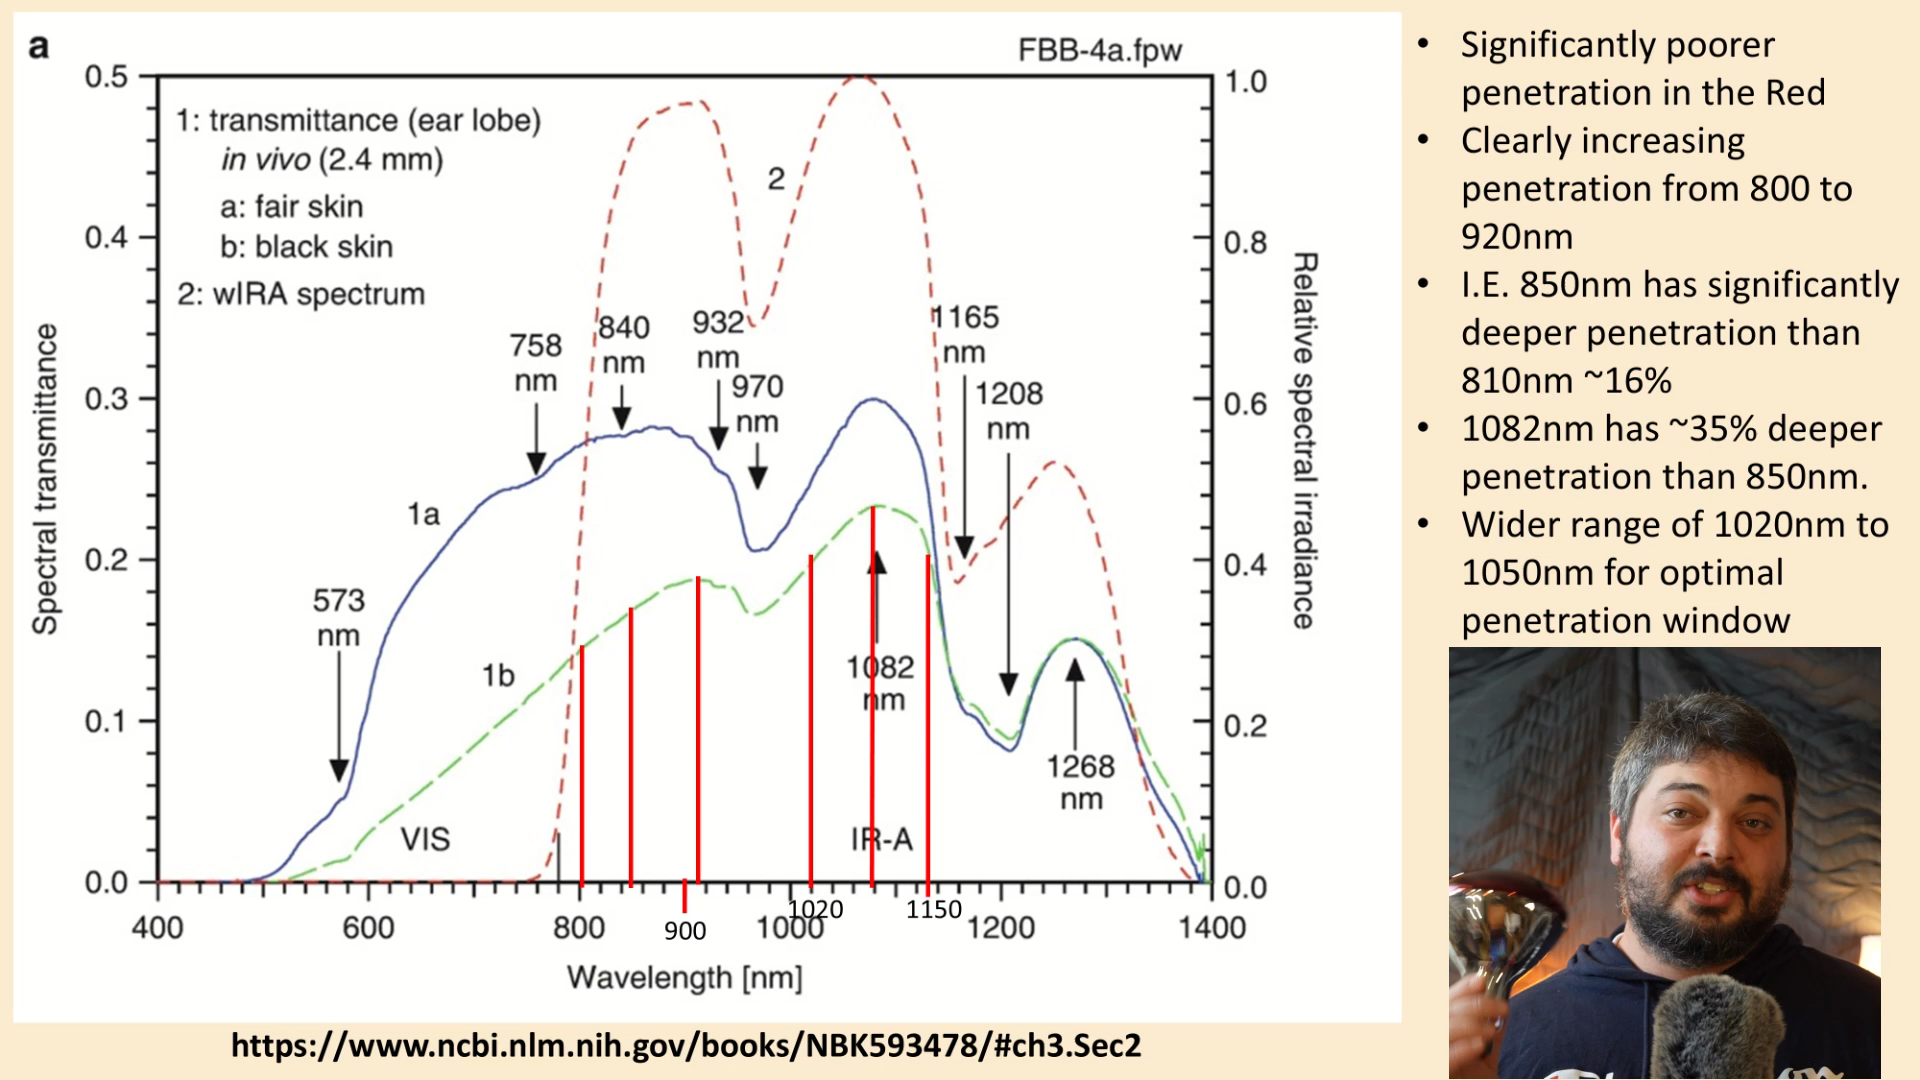 a
FBB-4a.fpw
0.5
0.4
0.3
0.2
0.1
0.0
Spectral transmittance
1: transmittance (ear lobe)
in vivo (2.4 mm)
a: fair skin
b: black skin
2: wIRA spectrum
2
758
nm
840
nm
932
nm
970
nm
1165
nm
1208
nm
573
nm
1a
1b
1082
nm
1268
nm
VIS
IR-A
1.0
0.8
0.6
0.4
0.2
0.0
Relative spectral irradiance
400
600
800
900
1000
1020
1150
1200
1400
Wavelength [nm]
https://www.ncbi.nlm.nih.gov/books/NBK593478/#ch3.Sec2
• Significantly poorer
penetration in the Red
• Clearly increasing
penetration from 800 to
920nm
• I.E. 850nm has significantly
deeper penetration than
810nm ~16%
• 1082nm has ~35% deeper
penetration than 850nm.
• Wider range of 1020nm to
1050nm for optimal
penetration window